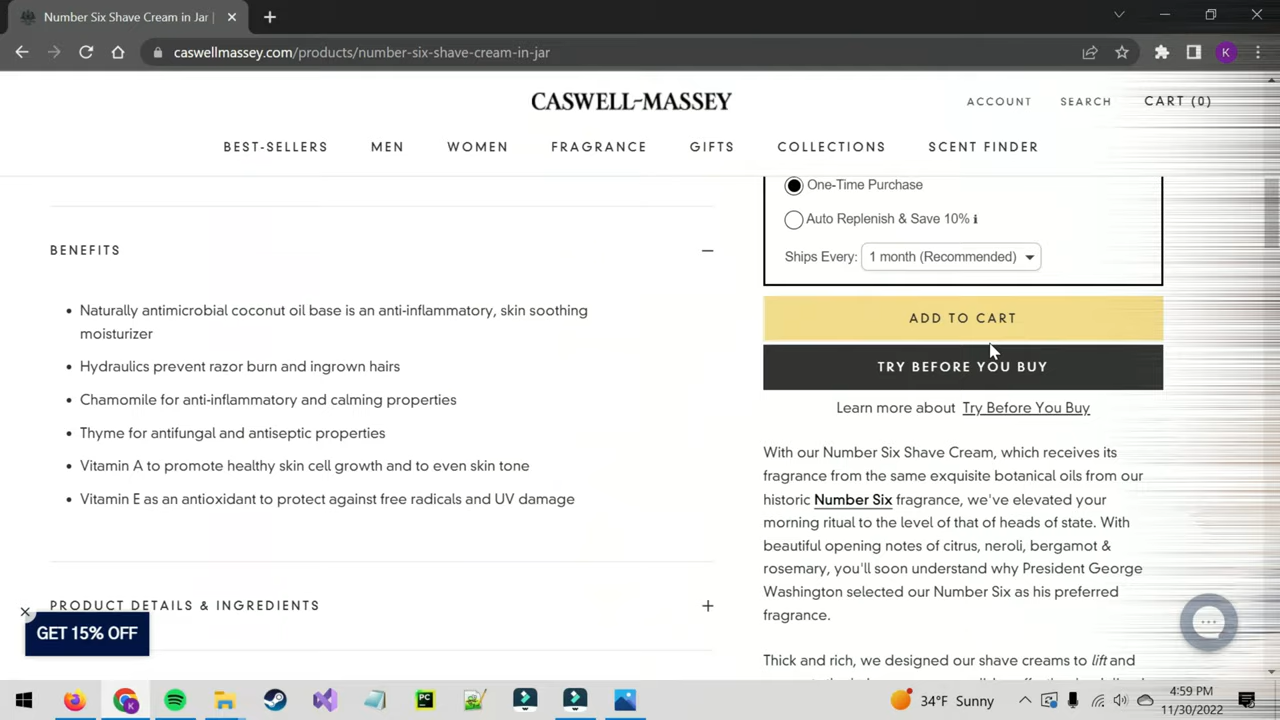 Number Six Shave Cream in Jar |
caswellmassey.com/products/number-six-shave-cream-in-jar
K
CASWELL-MASSEY
ACCOUNT SEARCH CART (0)
BEST-SELLERS MEN WOMEN FRAGRANCE GIFTS COLLECTIONS SCENT FINDER
BENEFITS
• Naturally antimicrobial coconut oil base is an anti-inflammatory, skin soothing
moisturizer
• Hydraulics prevent razor burn and ingrown hairs
• Chamomile for anti-inflammatory and calming properties
• Thyme for antifungal and antiseptic properties
• Vitamin A to promote healthy skin cell growth and to even skin tone
• Vitamin E as an antioxidant to protect against free radicals and UV damage
PRODUCT DETAILS & INGREDIENTS
GET 15% OFF
One-Time Purchase
Auto Replenish & Save 10% i
Ships Every: 1 month (Recommended)
ADD TO CART
TRY BEFORE YOU BUY
Learn more about Try Before You Buy
With our Number Six Shave Cream, which receives its
fragrance from the same exquisite botanical oils from our
historic Number Six fragrance, we've elevated your
morning ritual to the level of that of heads of state. With
beautiful opening notes of citrus, neroli, bergamot &
rosemary, you'll soon understand why President George
Washington selected our Number Six as his preferred
fragrance.
Thick and rich, we designed our shave creams to lift and
PC
34°F Sunny
4:59 PM
11/30/2022